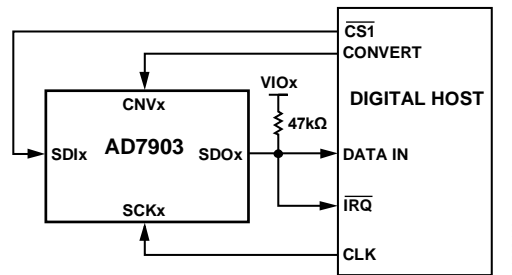 CS1
CONVERT
VIOx
CNVx
DIGITAL HOST
47kΩ
AD7903
SDIx
SDOx
DATA IN
SCKx
IRQ
CLK